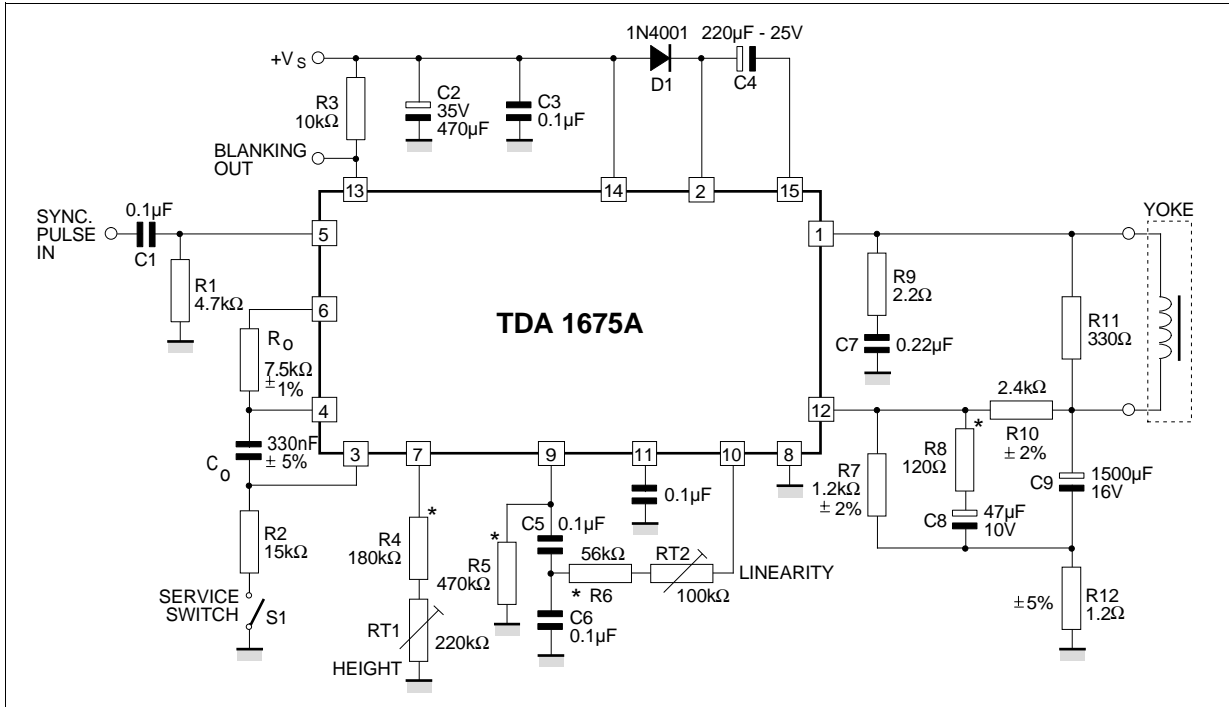 1N4001
220µF - 25V
+VS
D1
C4
R3
10kΩ
C2
35V
470µF
C3
0.1µF
BLANKING
OUT
13
14
2
15
SYNC.
PULSE
IN
0.1µF
C1
5
1
YOKE
R1
4.7kΩ
R9
2.2Ω
R11
330Ω
6
TDA 1675A
Ro
7.5kΩ
±1%
C7
0.22µF
4
12
2.4kΩ
R10
±2%
330nF
±5%
Co
3
7
9
11
10
8
R7
1.2kΩ
±2%
*
R8
120Ω
C9
1500µF
16V
0.1µF
C8
47µF
10V
R2
15kΩ
*
R4
180kΩ
*
R5
470kΩ
C5
0.1µF
56kΩ
* R6
RT2
100kΩ
LINEARITY
SERVICE
SWITCH
S1
RT1
220kΩ
HEIGHT
C6
0.1µF
±5%
R12
1.2Ω